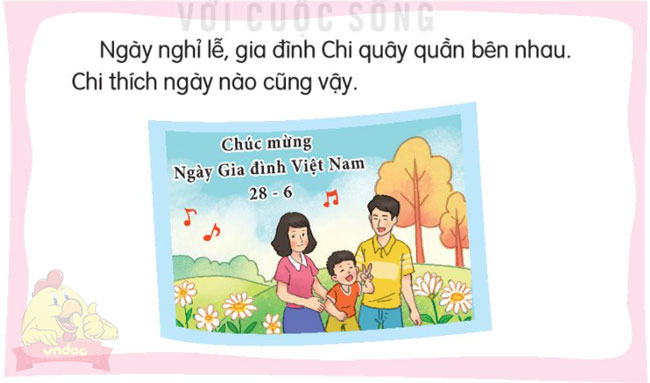 VỚI CUỘC SỐNG
Ngày nghỉ lễ, gia đình Chi quây quần bên nhau.
Chi thích ngày nào cũng vậy.
Chúc mừng
Ngày Gia đình Việt Nam
28 - 6
vndoc